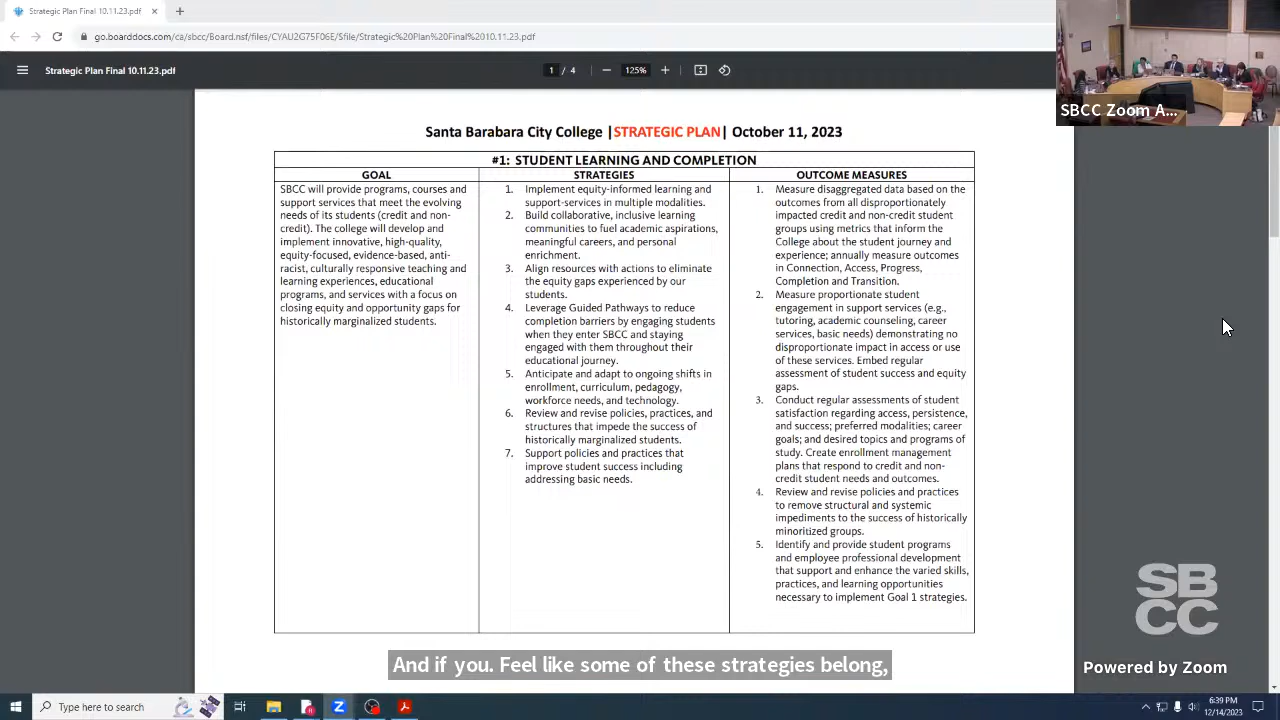 Strategic Plan Final 10.11.23.pdf
go.boarddocs.com/ca/sbcc/Board.nsf/files/CYAU2G75F06E/$file/Strategic%20Plan%20Final%2010.11.23.pdf
Strategic Plan Final 10.11.23.pdf
1 / 4
125%
SBCC Zoom A...
Santa Barabara City College |STRATEGIC PLAN| October 11, 2023
#1: STUDENT LEARNING AND COMPLETION
GOAL
SBCC will provide programs, courses and
support services that meet the evolving
needs of its students (credit and non-
credit). The college will develop and
implement innovative, high-quality,
equity-focused, evidence-based, anti-
racist, culturally responsive teaching and
learning experiences, educational
programs, and services with a focus on
closing equity and opportunity gaps for
historically marginalized students.
STRATEGIES
1. Implement equity-informed learning and
support-services in multiple modalities.
2. Build collaborative, inclusive learning
communities to fuel academic aspirations,
meaningful careers, and personal
enrichment.
3. Align resources with actions to eliminate
the equity gaps experienced by our
students.
4. Leverage Guided Pathways to reduce
completion barriers by engaging students
when they enter SBCC and staying
engaged with them throughout their
educational journey.
5. Anticipate and adapt to ongoing shifts in
enrollment, curriculum, pedagogy,
workforce needs, and technology.
6. Review and revise policies, practices, and
structures that impede the success of
historically marginalized students.
7. Support policies and practices that
improve student success including
addressing basic needs.
OUTCOME MEASURES
1. Measure disaggregated data based on the
outcomes from all disproportionately
impacted credit and non-credit student
groups using metrics that inform the
College about the student journey and
experience; annually measure outcomes
in Connection, Access, Progress,
Completion and Transition.
2. Measure proportionate student
engagement in support services (e.g.,
tutoring, academic counseling, career
services, basic needs) demonstrating no
disproportionate impact in access or use
of these services. Embed regular
assessment of student success and equity
gaps.
3. Conduct regular assessments of student
satisfaction regarding access, persistence,
and success; preferred modalities; career
goals; and desired topics and programs of
study. Create enrollment management
plans that respond to credit and non-
credit student needs and outcomes.
4. Review and revise policies and practices
to remove structural and systemic
impediments to the success of historically
minoritized groups.
5. Identify and provide student programs
and employee professional development
that support and enhance the varied skills,
practices, and learning opportunities
necessary to implement Goal 1 strategies.
And if you. Feel like some of these strategies belong,
SB
CC
Powered by Zoom
Type here to search
6:39 PM
12/14/2023